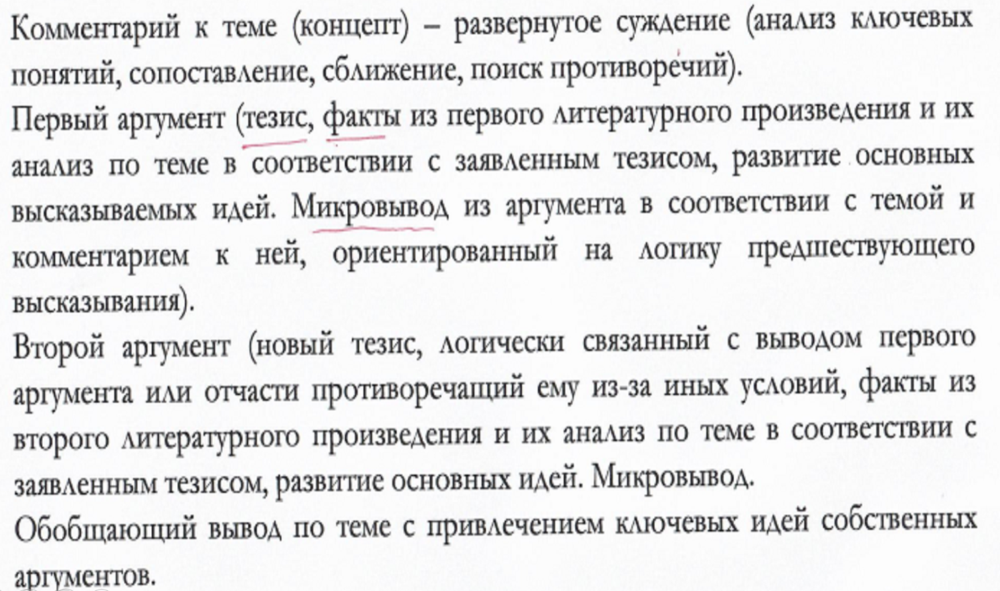 Комментарий к теме (концепт) – развернутое суждение (анализ ключевых
понятий, сопоставление, сближение, поиск противоречий).
Первый аргумент (тезис, факты из первого литературного произведения и их
анализ по теме в соответствии с заявленным тезисом, развитие основных
высказываемых идей. Микровывод из аргумента в соответствии с темой и
комментарием к ней, ориентированный на логику предшествующего
высказывания).
Второй аргумент (новый тезис, логически связанный с выводом первого
аргумента или отчасти противоречащий ему из-за иных условий, факты из
второго литературного произведения и их анализ по теме в соответствии с
заявленным тезисом, развитие основных идей. Микровывод.
Обобщающий вывод по теме с привлечением ключевых идей собственных
аргументов.